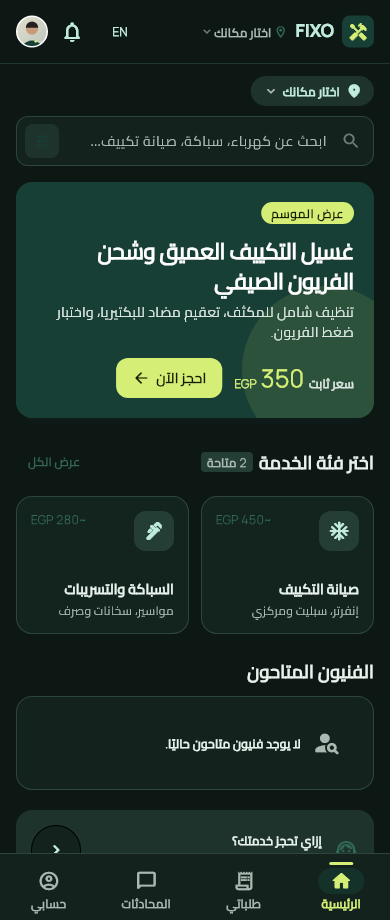 FIXO
اختار مكانك
EN
اختار مكانك
ابحث عن كهرباء، سباكة، صيانة تكييف...
عرض الموسم
غسيل التكييف العميق وشحن
الفريون الصيفي
تنظيف شامل للمكثف، تعقيم مضاد للبكتيريا، واختبار
ضغط الفريون.
سعر ثابت 350 EGP
احجز الآن
اختر فئة الخدمة
2 متاحة
عرض الكل
~450 EGP
صيانة التكييف
إنفرتر، سبليت ومركزي
~280 EGP
السباكة والتسريبات
مواسير، سخانات وصرف
الفنيون المتاحون
لا يوجد فنيون متاحون حاليًا.
إزاي تحجز خدمتك؟
الرئيسية
طلباتي
المحادثات
حسابي